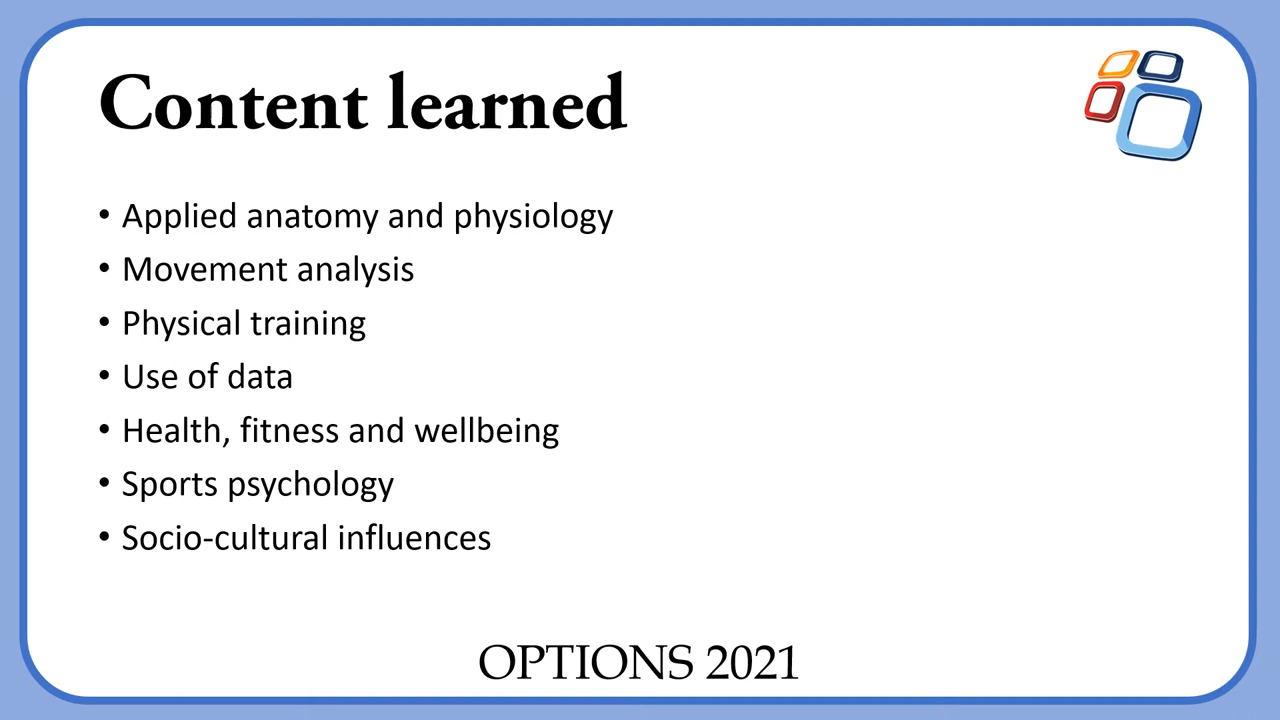 Content learned
• Applied anatomy and physiology
• Movement analysis
• Physical training
• Use of data
• Health, fitness and wellbeing
• Sports psychology
• Socio-cultural influences
OPTIONS 2021